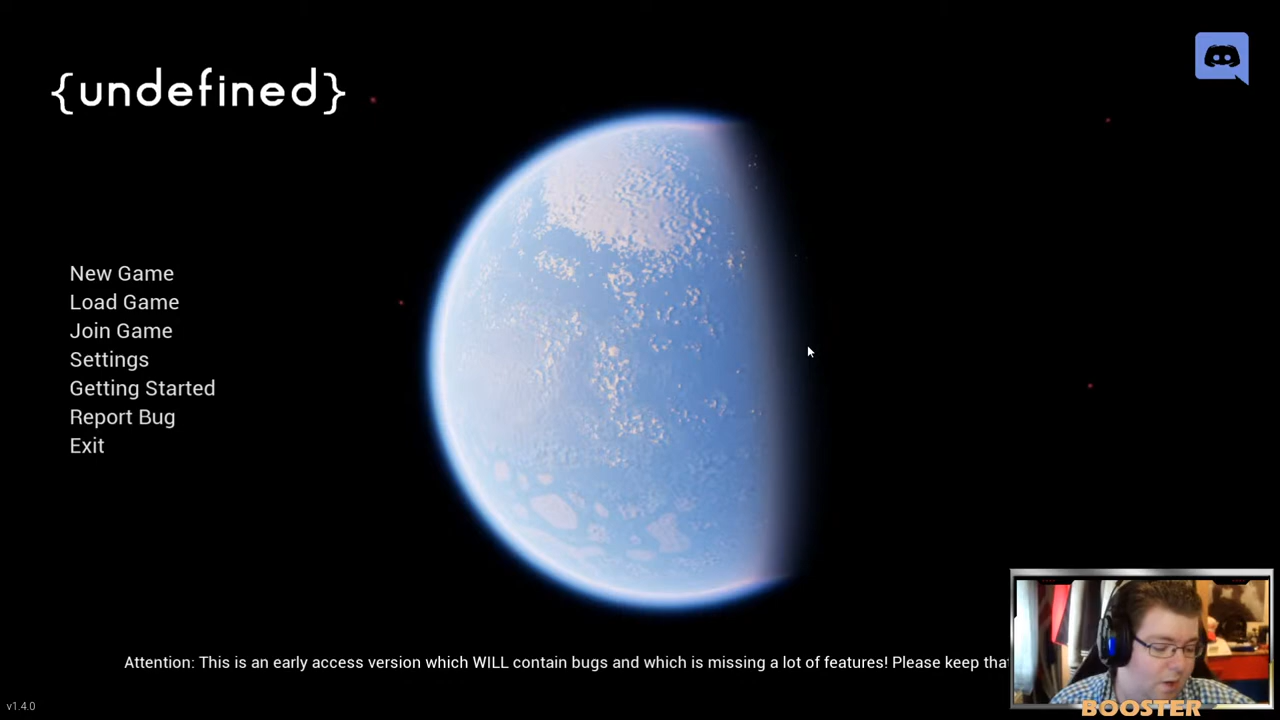 {undefined}
New Game
Load Game
Join Game
Settings
Getting Started
Report Bug
Exit
Attention: This is an early access version which WILL contain bugs and which is missing a lot of features! Please keep
v1.4.0
BOOSTER